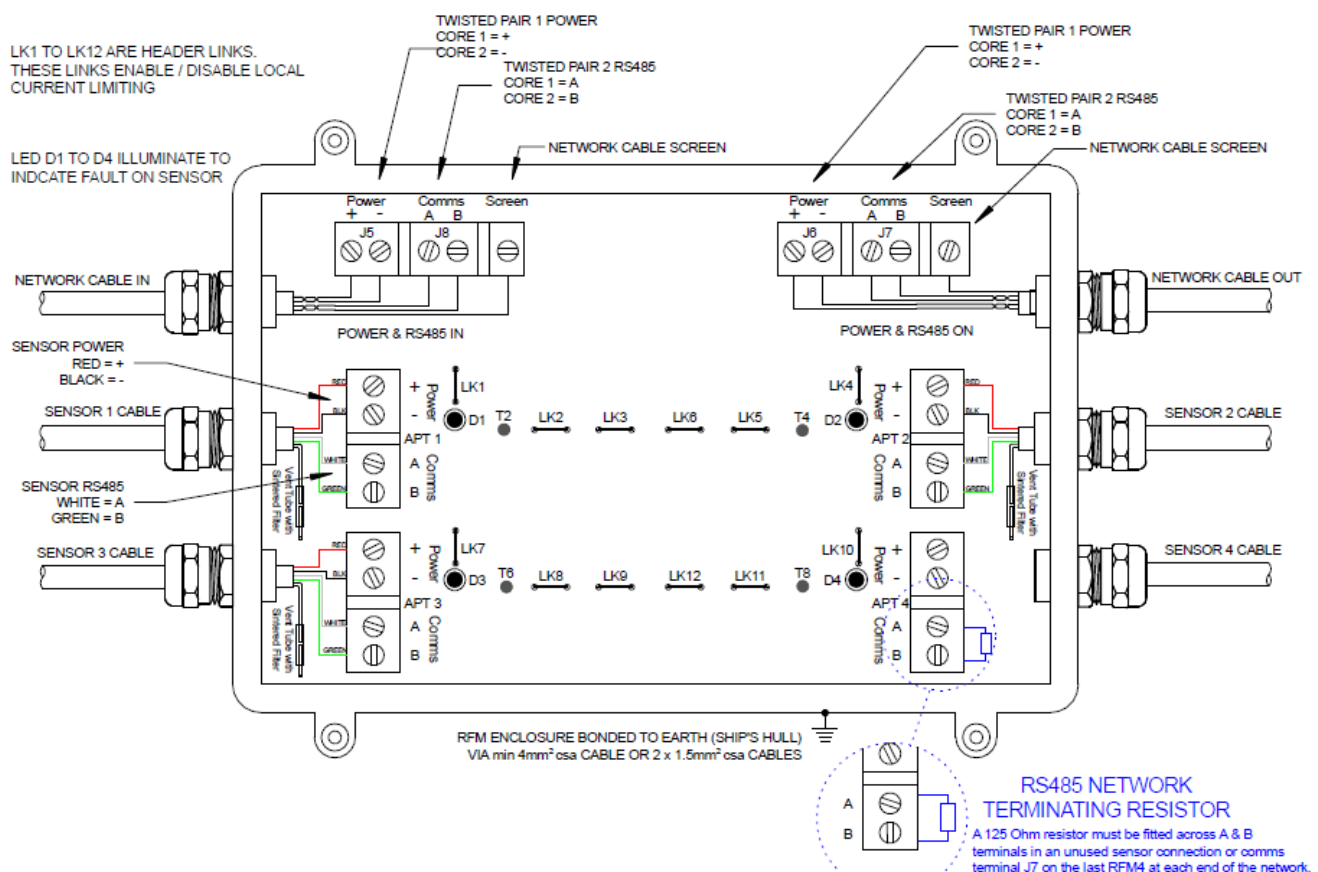 TWISTED PAIR 1 POWER
CORE 1 = +
CORE 2 = -
TWISTED PAIR 2 RS485
CORE 1 = A
CORE 2 = B
NETWORK CABLE SCREEN
TWISTED PAIR 1 POWER
CORE 1 = +
CORE 2 = -
TWISTED PAIR 2 RS485
CORE 1 = A
CORE 2 = B
NETWORK CABLE SCREEN
LK1 TO LK12 ARE HEADER LINKS.
THESE LINKS ENABLE / DISABLE LOCAL
CURRENT LIMITING
LED D1 TO D4 ILLUMINATE TO
INDCATE FAULT ON SENSOR
Power Comms Screen
+ - A B
J5 J8
Power Comms Screen
+ - A B
J6 J7
NETWORK CABLE IN
NETWORK CABLE OUT
POWER & RS485 IN
POWER & RS485 ON
SENSOR POWER
RED = +
BLACK = -
SENSOR 1 CABLE
SENSOR RS485
WHITE = A
GREEN = B
SENSOR 3 CABLE
RED
BLK
WHITE
GREEN
Vent Tube with
Sintered Filter
+
-
Power
APT 1
A
B
Comms
LK1
D1
T2
LK2
LK3
LK6
LK5
T4
LK4
D2
+
-
Power
APT 2
A
B
Comms
RED
BLK
WHITE
GREEN
Vent Tube with
Sintered Filter
SENSOR 2 CABLE
RED
BLK
WHITE
GREEN
Vent Tube with
Sintered Filter
+
-
Power
APT 3
A
B
Comms
LK7
D3
T6
LK8
LK9
LK12
LK11
T8
LK10
D4
+
-
Power
APT 4
A
B
Comms
SENSOR 4 CABLE
RFM ENCLOSURE BONDED TO EARTH (SHIP'S HULL)
VIA min 4mm² csa CABLE OR 2 x 1.5mm² csa CABLES
A
B
RS485 NETWORK
TERMINATING RESISTOR
A 125 Ohm resistor must be fitted across A & B
terminals in an unused sensor connection or comms
terminal J7 on the last RFM4 at each end of the network.